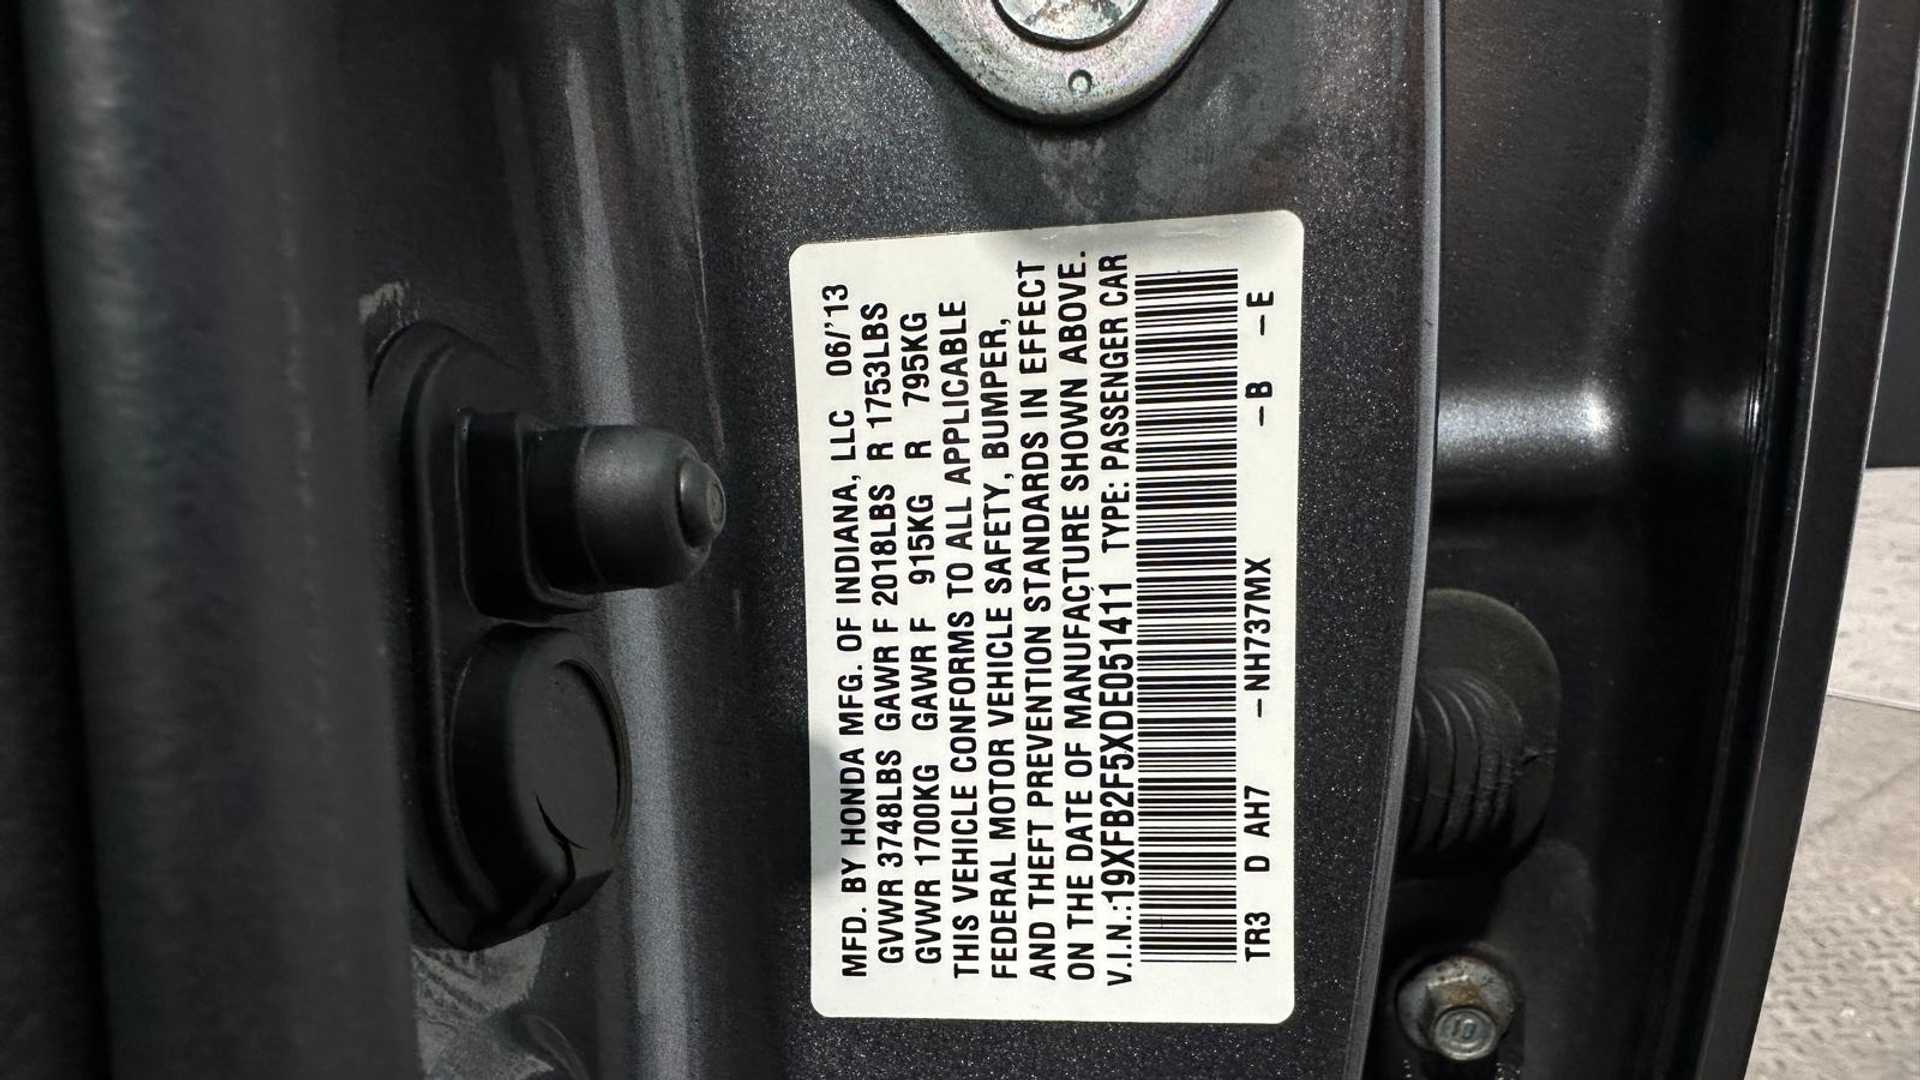 MFD. BY HONDA MFG. OF INDIANA, LLC 06/'13
GVWR 3748LBS GAWR F 2018LBS R 1753LBS
GVWR 1700KG GAWR F 915KG R 795KG
THIS VEHICLE CONFORMS TO ALL APPLICABLE
FEDERAL MOTOR VEHICLE SAFETY, BUMPER,
AND THEFT PREVENTION STANDARDS IN EFFECT
ON THE DATE OF MANUFACTURE SHOWN ABOVE.
V.I.N.:19XFB2F5XDE051411 TYPE: PASSENGER CAR
TR3 D AH7 –NH737MX –B –E
10